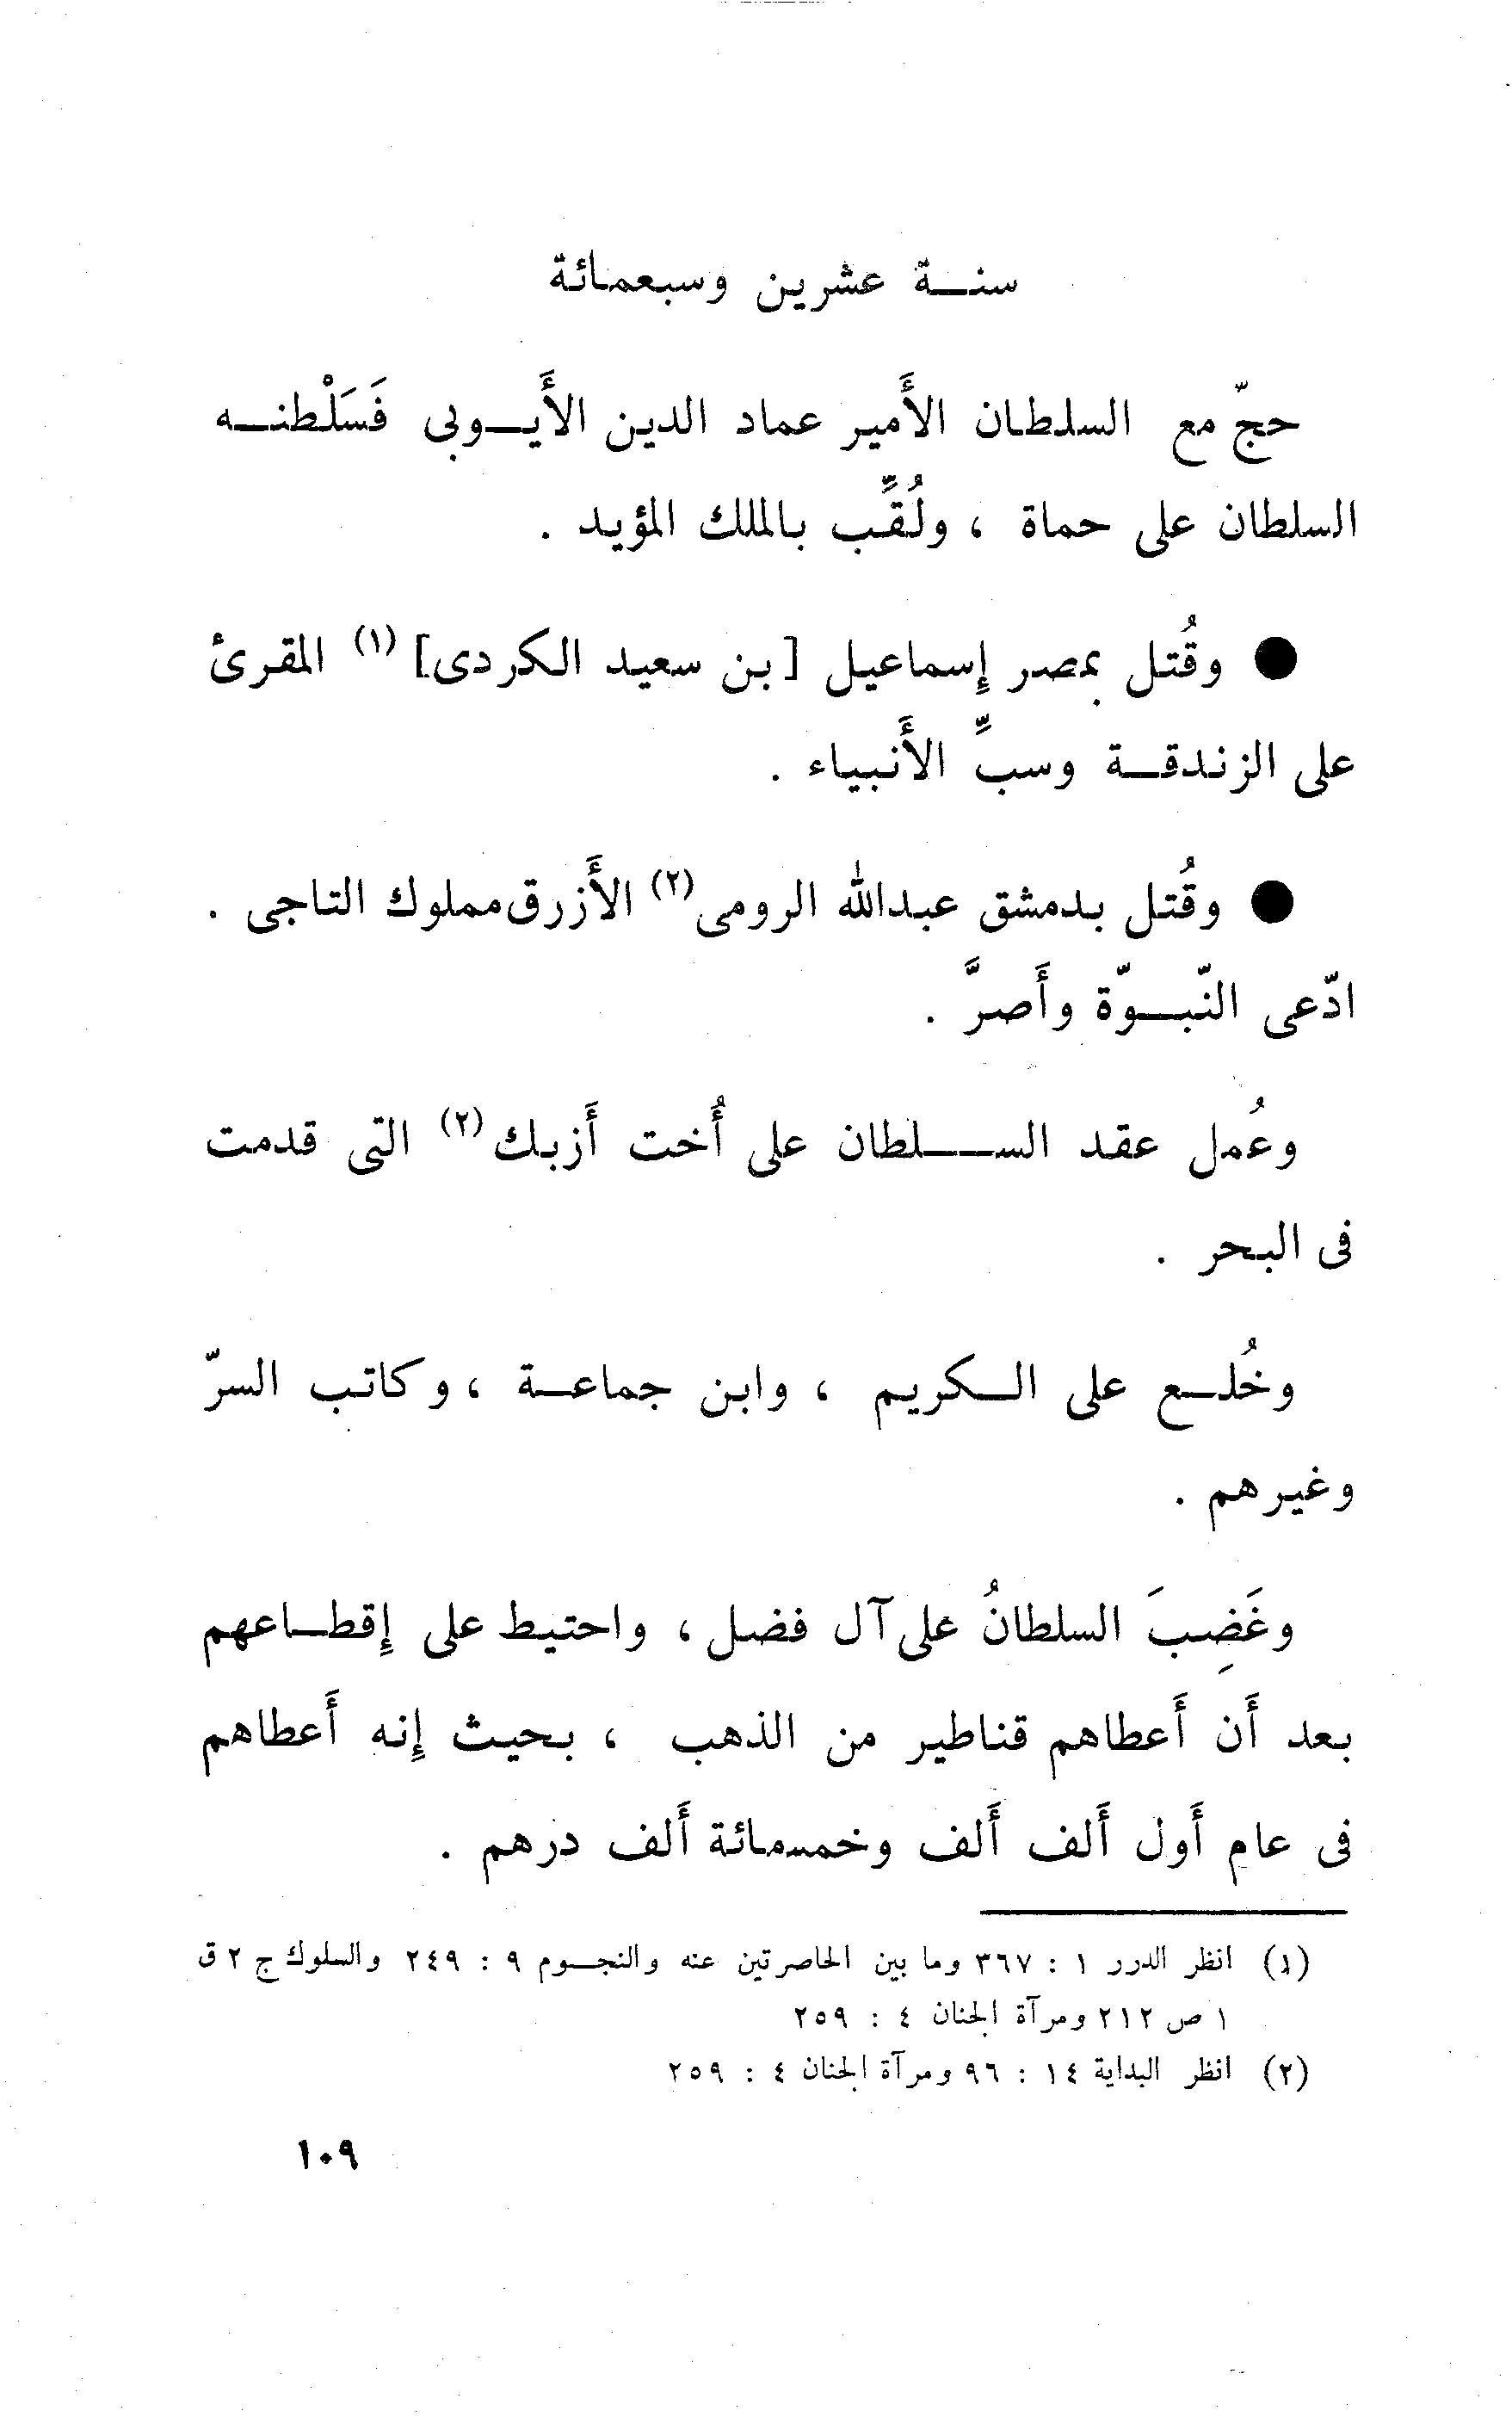 سنة عشرين وسبعمائة
حجّ مع السلطان الأَمير عماد الدين الأَيوبى فَسَلْطنه
السلطان على حماة ، ولُقِّب بالملك المؤيد .
● وقُتل بمصر إِسماعيل [بن سعيد الكردى] (١) المقرئ
على الزندقة وسبِّ الأَنبياء .
● وقُتل بدمشق عبدالله الرومى (٢) الأَزرق مملوك التاجى .
ادّعى النّبوّة وأَصرَّ .
وعُمل عقد السلطان على أُخت أَزبك (٢) التى قدمت
فى البحر .
وخُلع على الكريم ، وابن جماعة ، وكاتب السرّ
وغيرهم .
وغَضِبَ السلطانُ على آل فضل ، واحتيط على إِقطاعهم
بعد أَن أَعطاهم قناطير من الذهب ، بحيث إِنه أَعطاهم
فى عام أَول أَلف أَلف وخمسمائة أَلف درهم .
(١) انظر الدرر ١ : ٣٦٧ وما بين الحاصرتين عنه والنجوم ٩ : ٢٤٩ والسلوك ج ٢ ق
١ ص ٢١٢ ومرآة الجنان ٤ : ٢٥٩
(٢) انظر البداية ١٤ : ٩٦ ومرآة الجنان ٤ : ٢٥٩
١٠٩